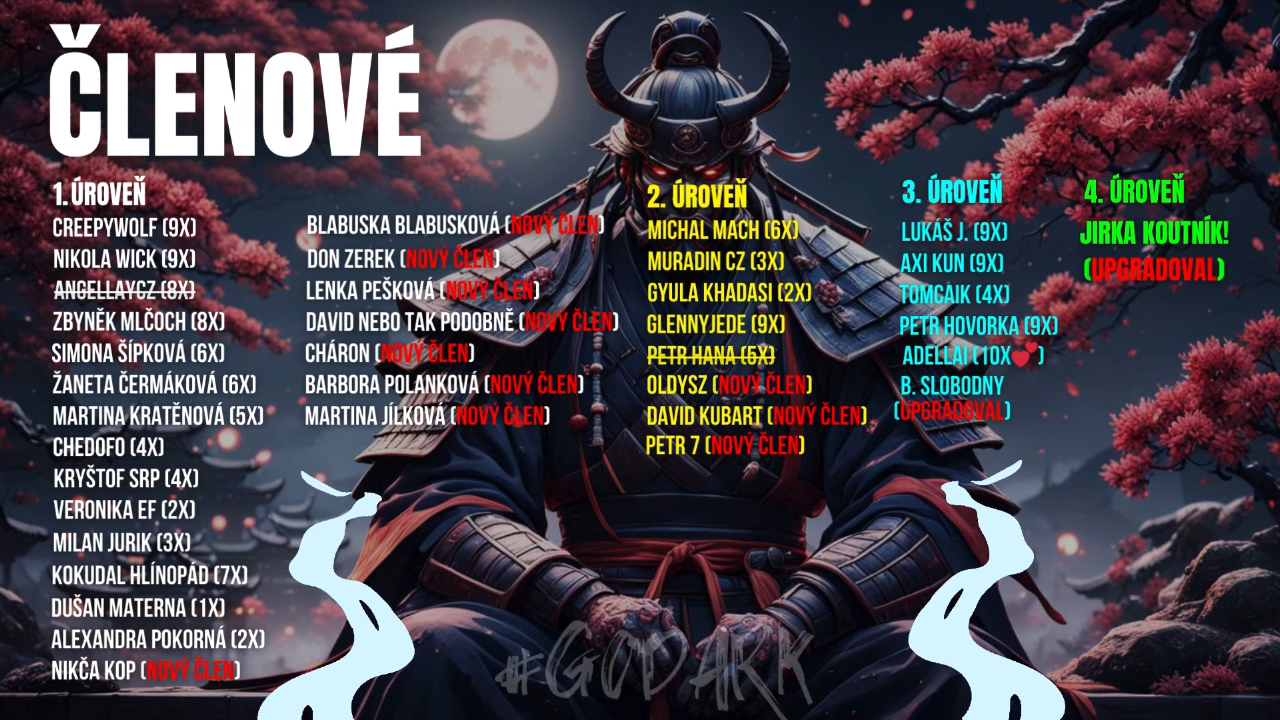 ČLENOVÉ
1. ÚROVEŇ
CREEPYWOLF (9X)
NIKOLA WICK (9X)
ANGELLAYCZ (8X)
ZBYNĚK MLČOCH (8X)
SIMONA ŠÍPKOVÁ (6X)
ŽANETA ČERMÁKOVÁ (6X)
MARTINA KRATĚNOVÁ (5X)
CHEDOFO (4X)
KRYŠTOF SRP (4X)
VERONIKA EF (2X)
MILAN JURIK (3X)
KOKUDAL HLÍNOPÁD (7X)
DUŠAN MATERNA (1X)
ALEXANDRA POKORNÁ (2X)
NIKČA KOP (NOVÝ ČLEN)
BLABUSKA BLABUSKOVÁ (NOVÝ ČLEN)
DON ZEREK (NOVÝ ČLEN)
LENKA PEŠKOVÁ (NOVÝ ČLEN)
DAVID NEBO TAK PODOBNĚ (NOVÝ ČLEN)
CHÁRON (NOVÝ ČLEN)
BARBORA POLANKOVÁ (NOVÝ ČLEN)
MARTINA JÍLKOVÁ (NOVÝ ČLEN)
2. ÚROVEŇ
MICHAL MACH (6X)
MURADIN CZ (3X)
GYULA KHADASI (2X)
GLENNYJEDE (9X)
PETR HANA (5X)
OLDYSZ (NOVÝ ČLEN)
DAVID KUBART (NOVÝ ČLEN)
PETR 7 (NOVÝ ČLEN)
3. ÚROVEŇ
LUKÁŠ J. (9X)
AXI KUN (9X)
TOMCAIK (4X)
PETR HOVORKA (9X)
ADELLAI (10X💕)
B. SLOBODNY
(UPGRADOVAL)
4. ÚROVEŇ
JIRKA KOUTNÍK!
(UPGRADOVAL)
#GODARK